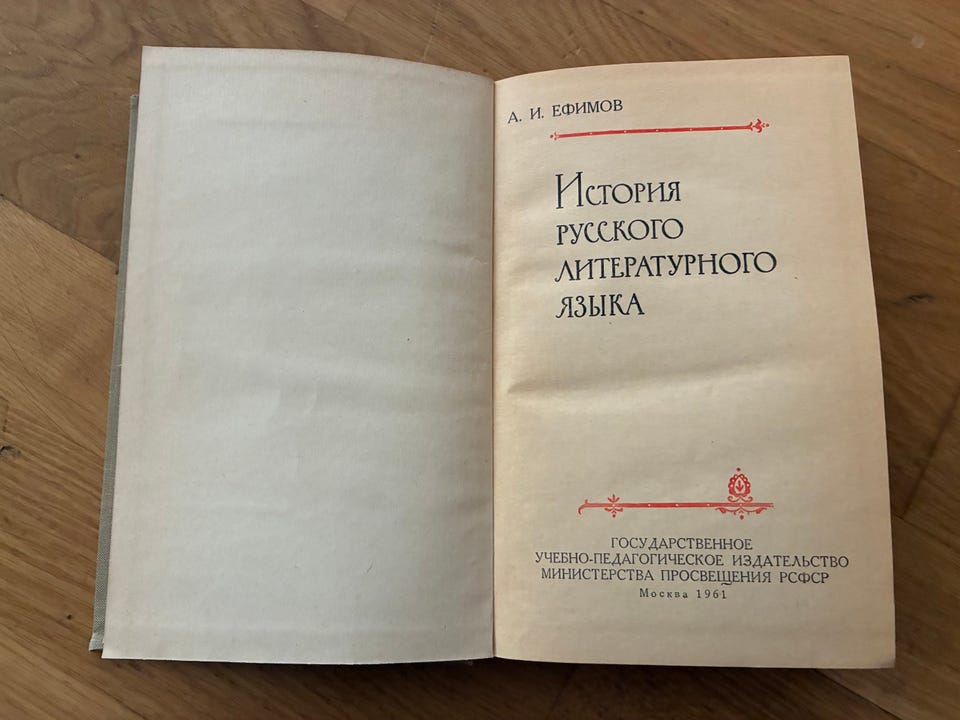 А. И. ЕФИМОВ
История
русского
литературного
языка
ГОСУДАРСТВЕННОЕ
УЧЕБНО-ПЕДАГОГИЧЕСКОЕ ИЗДАТЕЛЬСТВО
МИНИСТЕРСТВА ПРОСВЕЩЕНИЯ РСФСР
Москва 1961